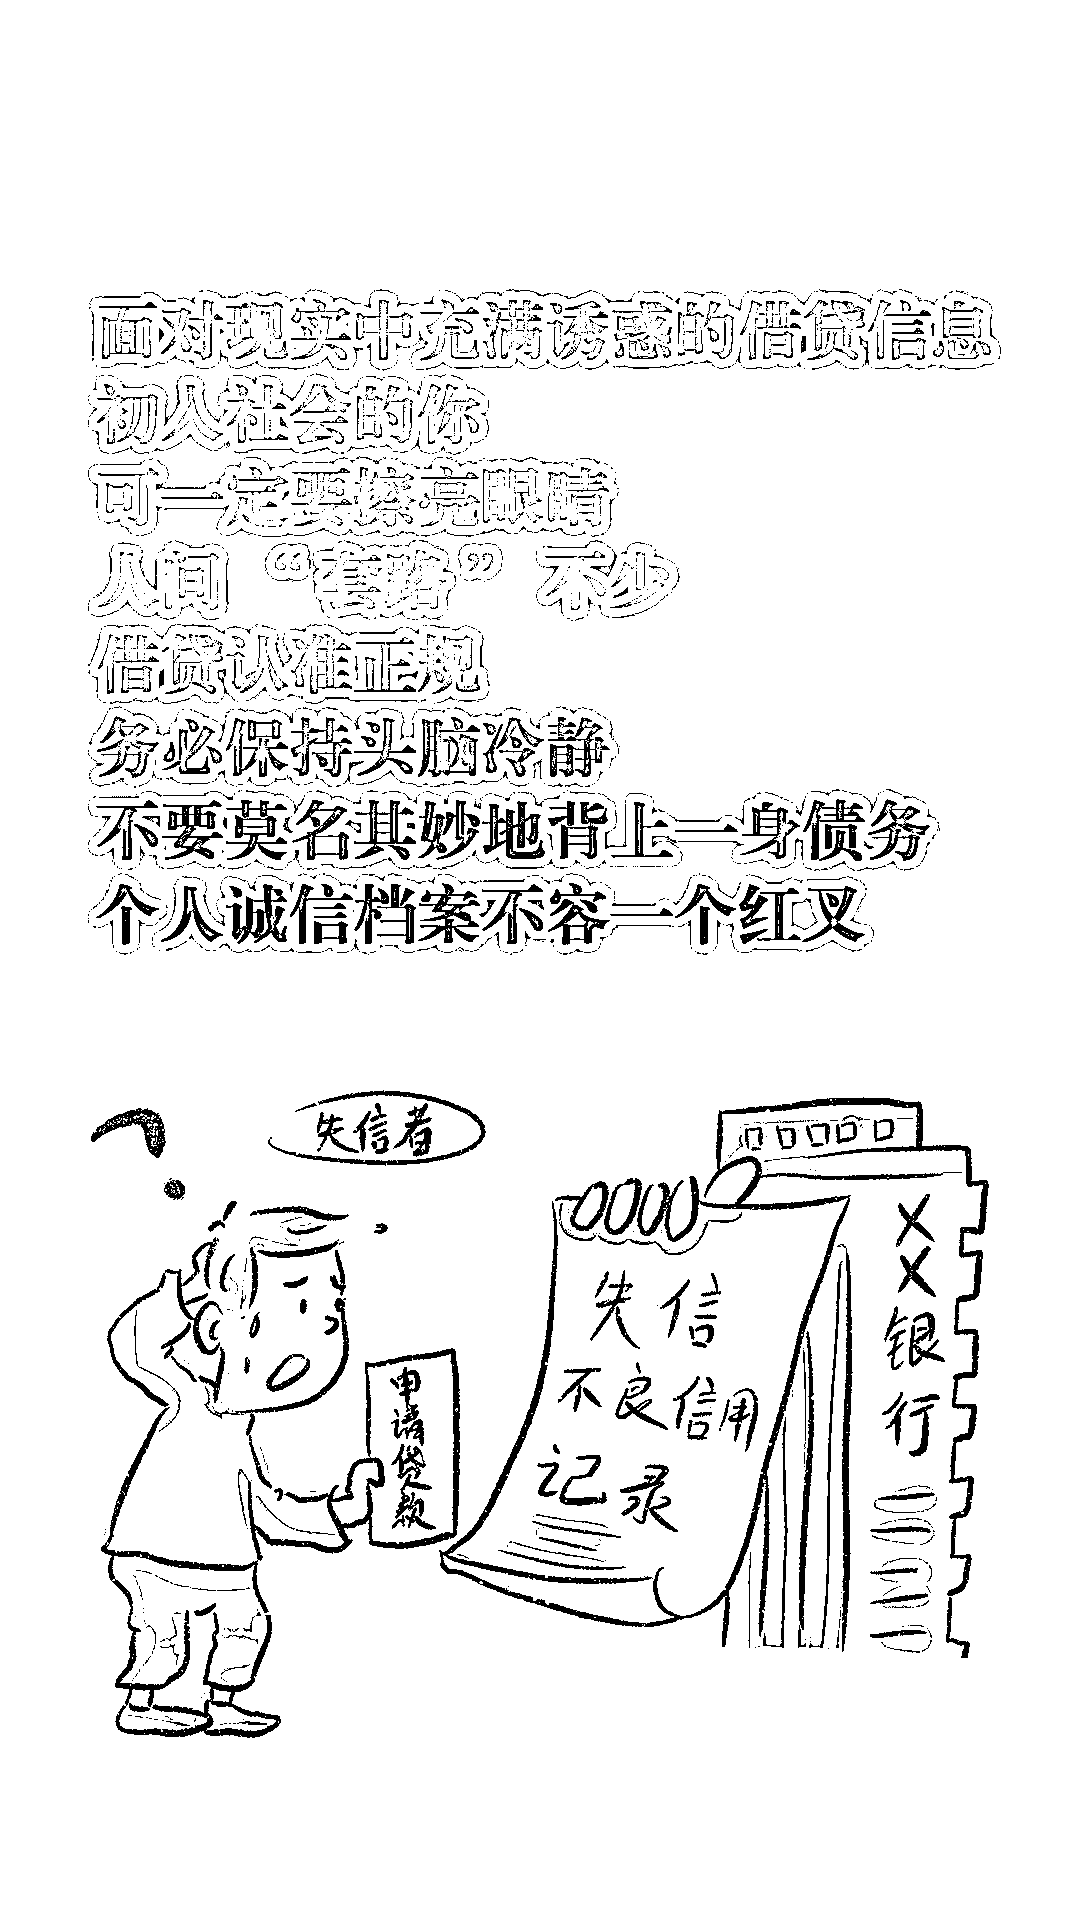 面对现实中充满诱惑的借贷信息
初入社会的你
可一定要擦亮眼睛
人间“套路”不少
借贷认准正规
务必保持头脑冷静
不要莫名其妙地背上一身债务
个人诚信档案不容一个红叉
失信者
申请贷款
失信
不良信用
记录
XX银行